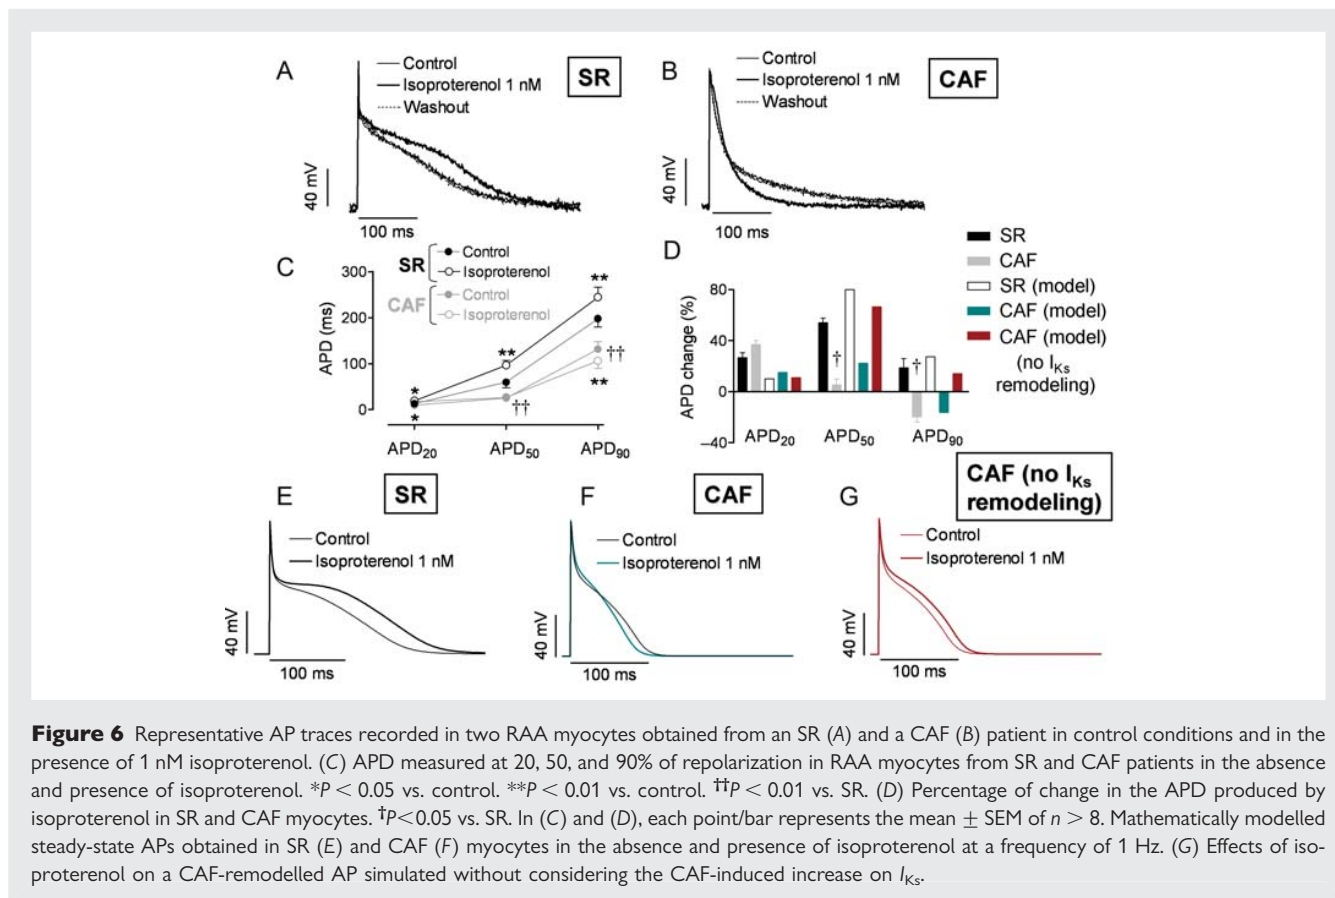 A
Control
Isoproterenol 1 nM
Washout
SR
40 mV
100 ms
B
Control
Isoproterenol 1 nM
Washout
CAF
40 mV
100 ms
C
SR
Control
Isoproterenol
CAF
Control
Isoproterenol
APD (ms)
300
200
100
0
*
*
**
††
**
††
**
APD20
APD50
APD90
D
SR
CAF
SR (model)
CAF (model)
CAF (model)
(no IKs
remodeling)
APD change (%)
80
40
0
–40
†
†
APD20
APD50
APD90
E
SR
Control
Isoproterenol 1 nM
40 mV
100 ms
F
CAF
Control
Isoproterenol 1 nM
40 mV
100 ms
G
CAF (no IKs
remodeling)
Control
Isoproterenol 1 nM
40 mV
100 ms
Figure 6 Representative AP traces recorded in two RAA myocytes obtained from an SR (A) and a CAF (B) patient in control conditions and in the
presence of 1 nM isoproterenol. (C) APD measured at 20, 50, and 90% of repolarization in RAA myocytes from SR and CAF patients in the absence
and presence of isoproterenol. *P < 0.05 vs. control. **P < 0.01 vs. control. ††P < 0.01 vs. SR. (D) Percentage of change in the APD produced by
isoproterenol in SR and CAF myocytes. †P<0.05 vs. SR. In (C) and (D), each point/bar represents the mean ± SEM of n > 8. Mathematically modelled
steady-state APs obtained in SR (E) and CAF (F) myocytes in the absence and presence of isoproterenol at a frequency of 1 Hz. (G) Effects of iso-
proterenol on a CAF-remodelled AP simulated without considering the CAF-induced increase on IKs.